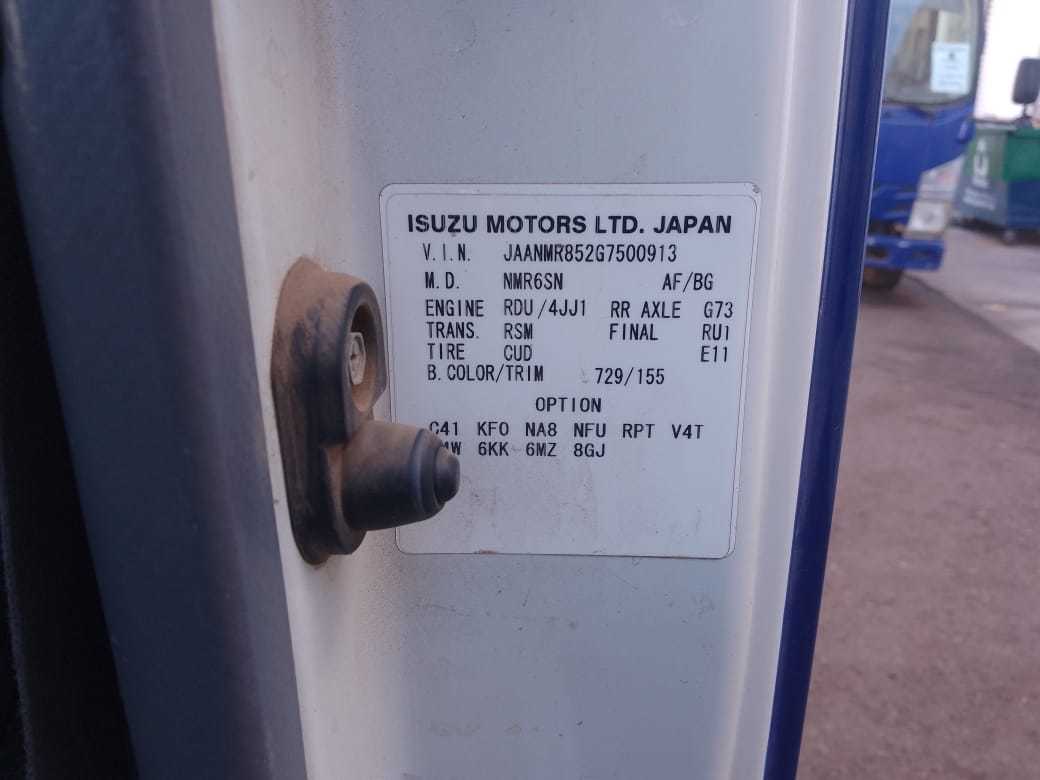 ISUZU MOTORS LTD. JAPAN
V.I.N. JAANMR852G7500913
M.D. NMR6SN AF/BG
ENGINE RDU/4JJ1 RR AXLE G73
TRANS. RSM FINAL RU1
TIRE CUD E11
B.COLOR/TRIM 729/155
OPTION
C41 KF0 NA8 NFU RPT V4T
6KK 6MZ 8GJ